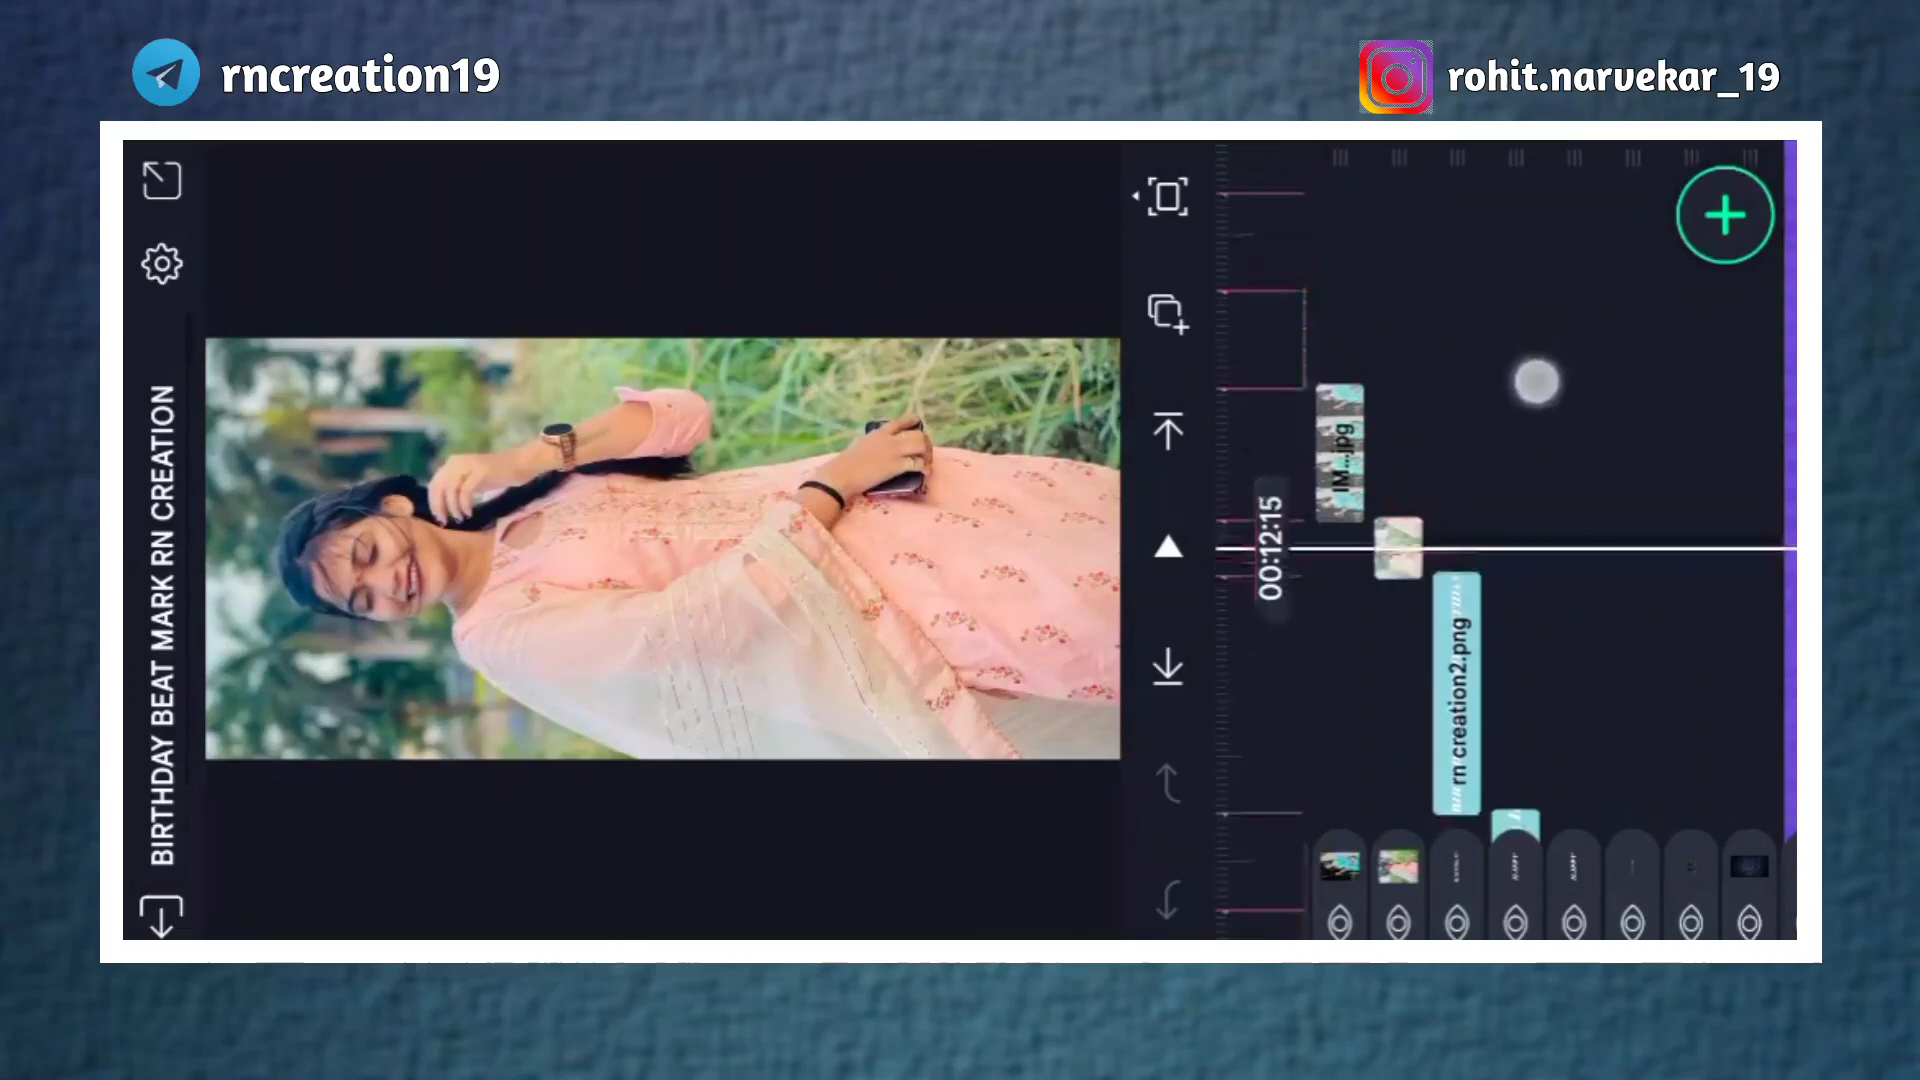 rncreation19
rohit.narvekar_19
BIRTHDAY BEAT MARK RN CREATION
00:12:15
IM...jpg
rn creation2.png